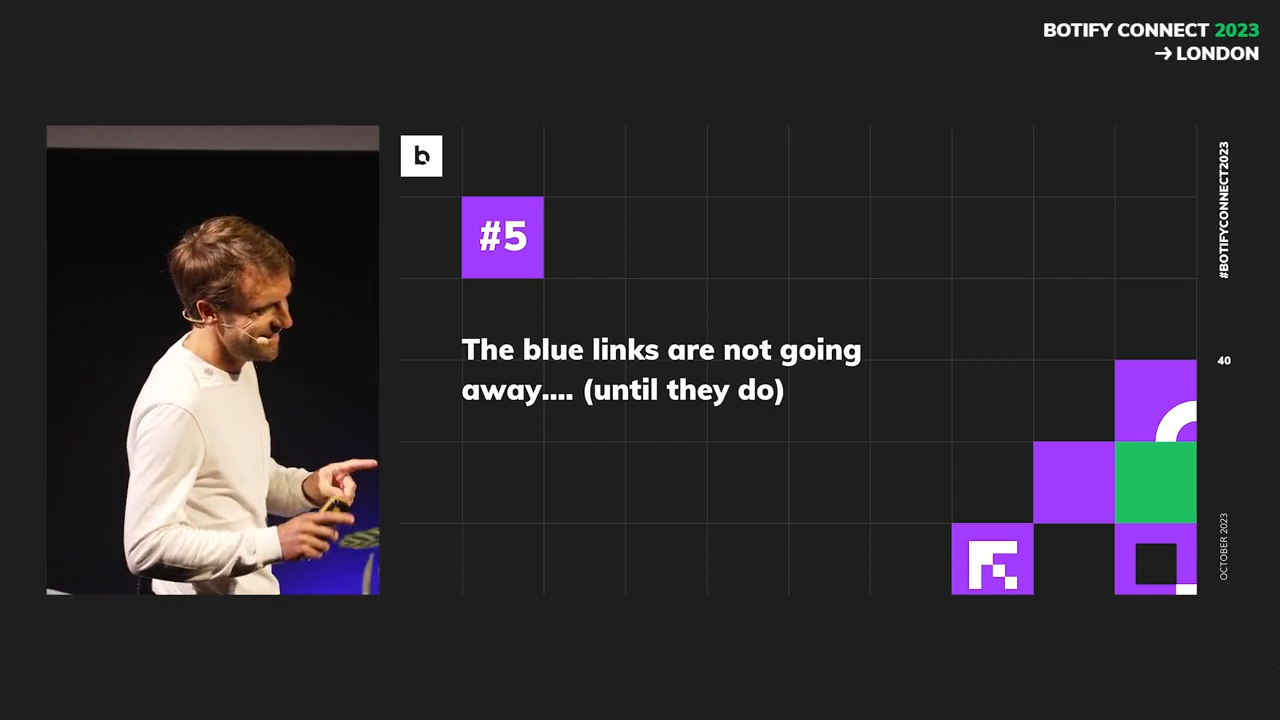 BOTIFY CONNECT 2023
→ LONDON
b
#5
The blue links are not going
away.... (until they do)
#BOTIFYCONNECT2023
40
OCTOBER 2023